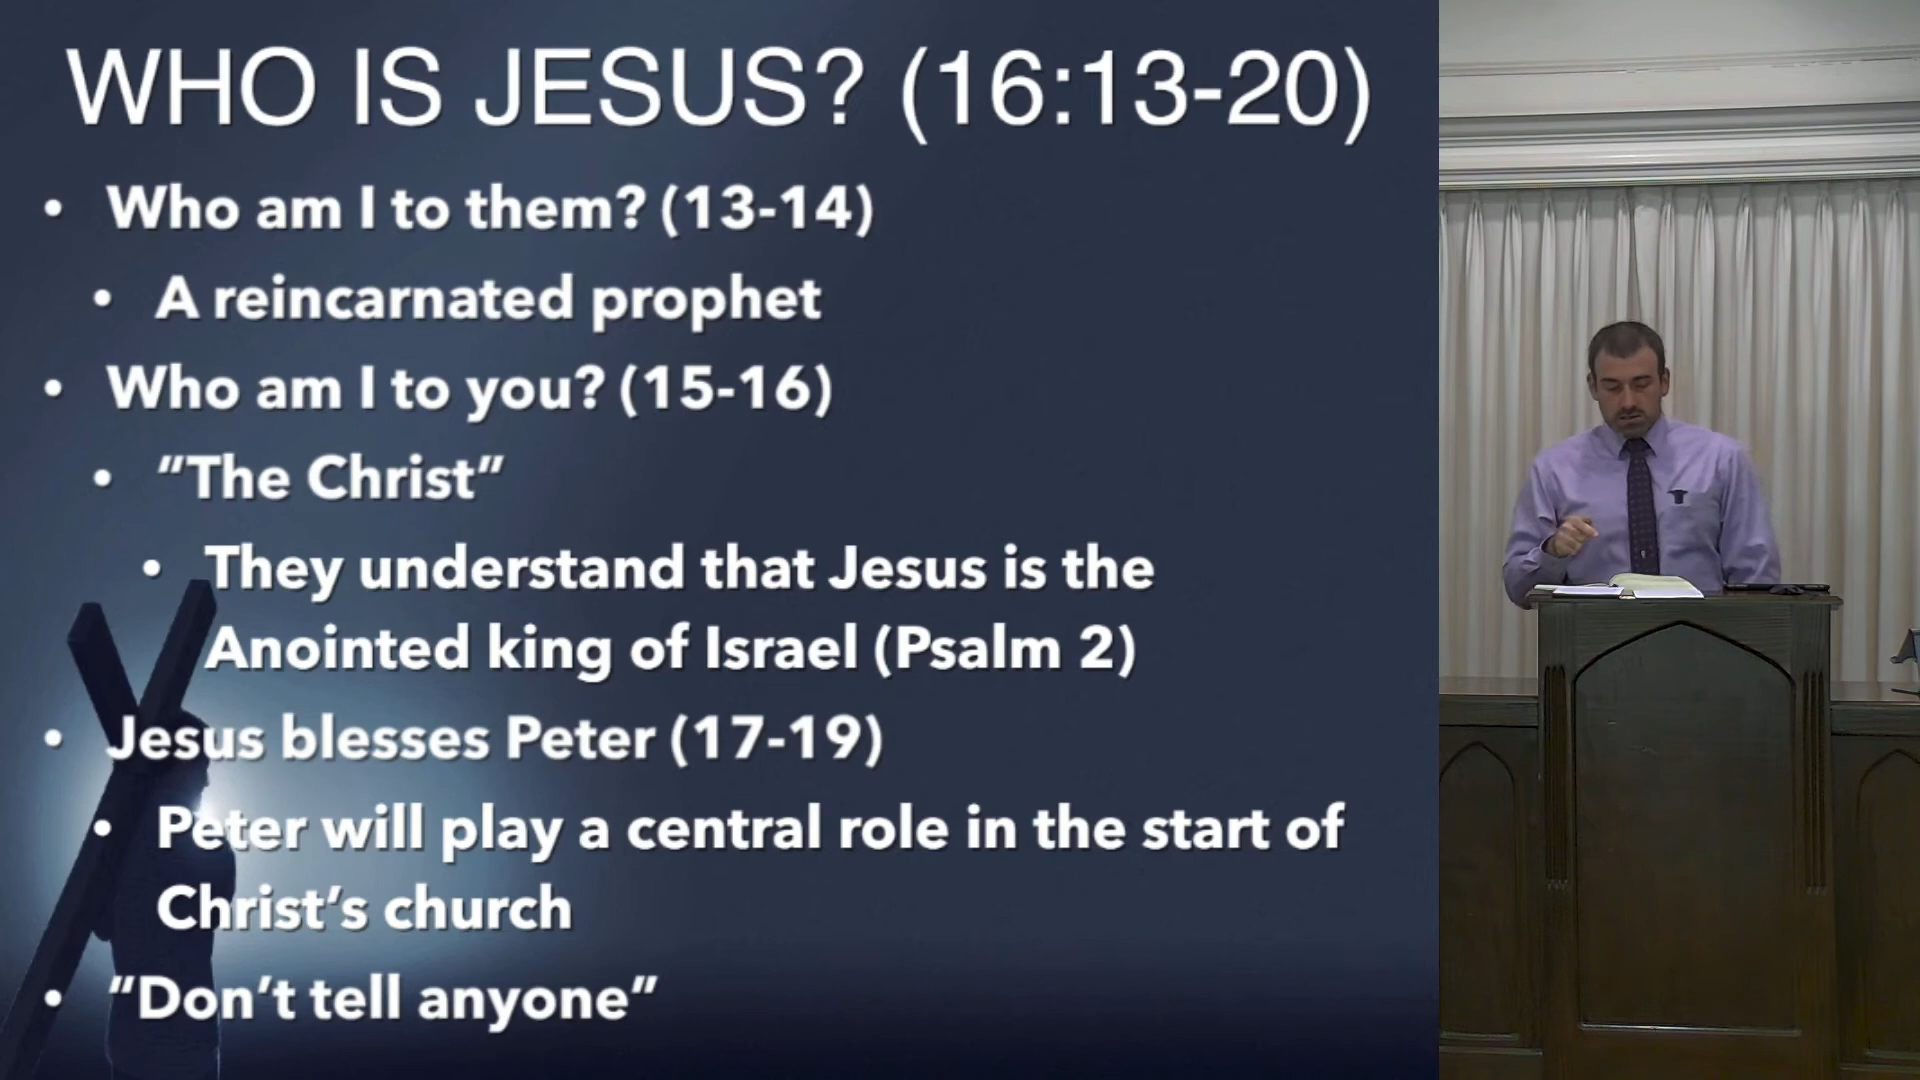 WHO IS JESUS? (16:13-20)
• Who am I to them? (13-14)
• A reincarnated prophet
• Who am I to you? (15-16)
• "The Christ"
• They understand that Jesus is the
Anointed king of Israel (Psalm 2)
• Jesus blesses Peter (17-19)
• Peter will play a central role in the start of
Christ's church
• "Don't tell anyone"